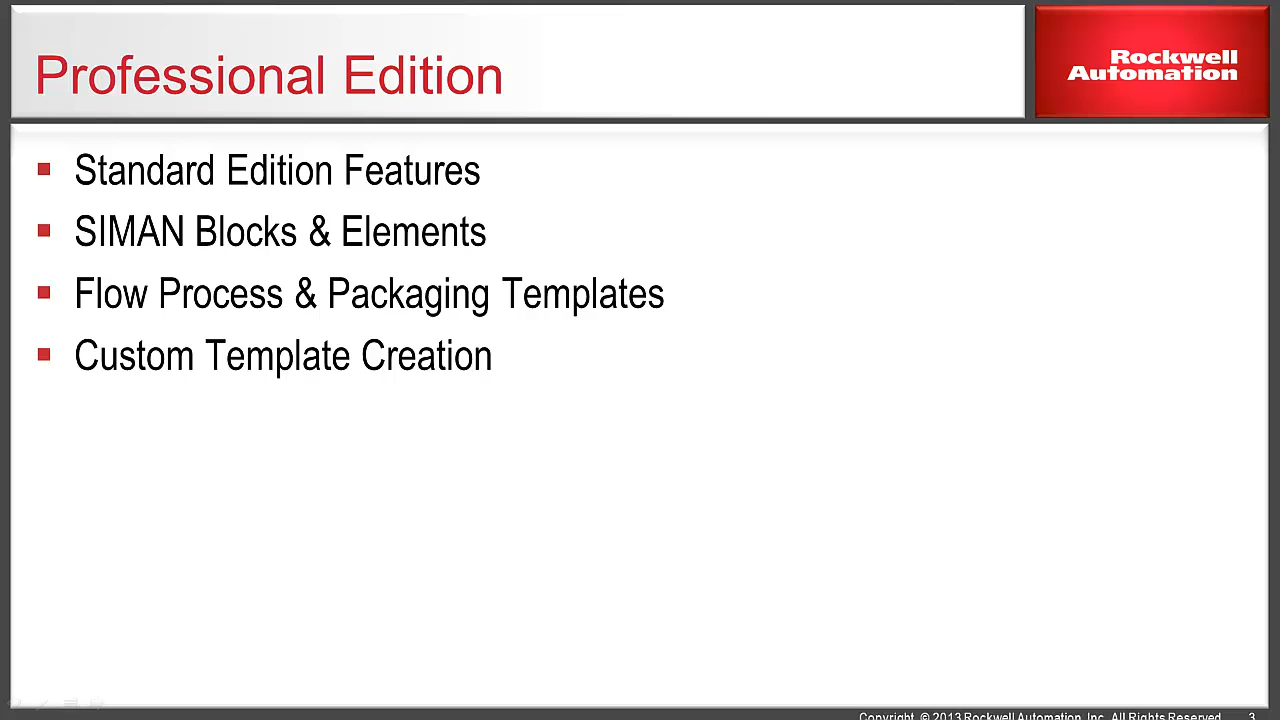 Professional Edition
Rockwell
Automation
Standard Edition Features
SIMAN Blocks & Elements
Flow Process & Packaging Templates
Custom Template Creation
Copyright © 2013 Rockwell Automation, Inc. All Rights Reserved. 3